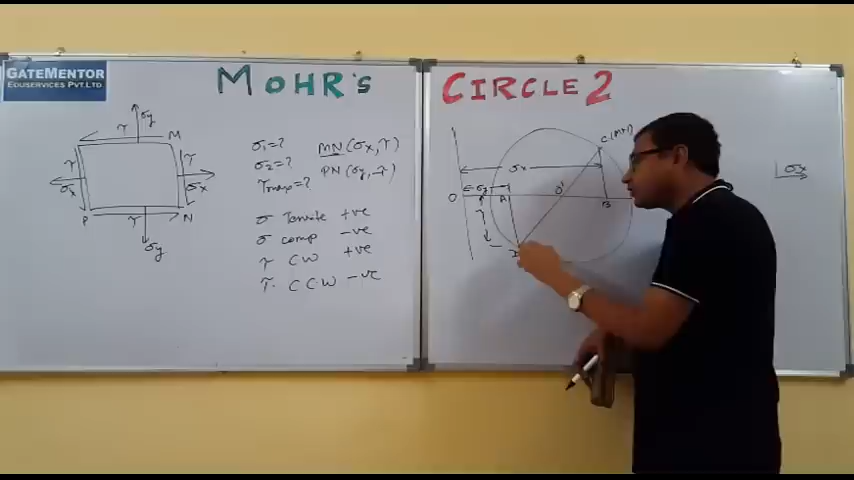 GATEMENTOR
EDUSERVICES PVT.LTD.
MOHR'S
CIRCLE 2
σy
τ
M
τ
τ
σx
σx
P
τ
N
σy
σ1=?
σ2=?
τmax=?
MN(σx,τ)
PN(σy,-τ)
σ Tensile +ve
σ comp -ve
τ CW +ve
τ. C C.W -ve
σx
σy
O
A
O'
B
τ
σx